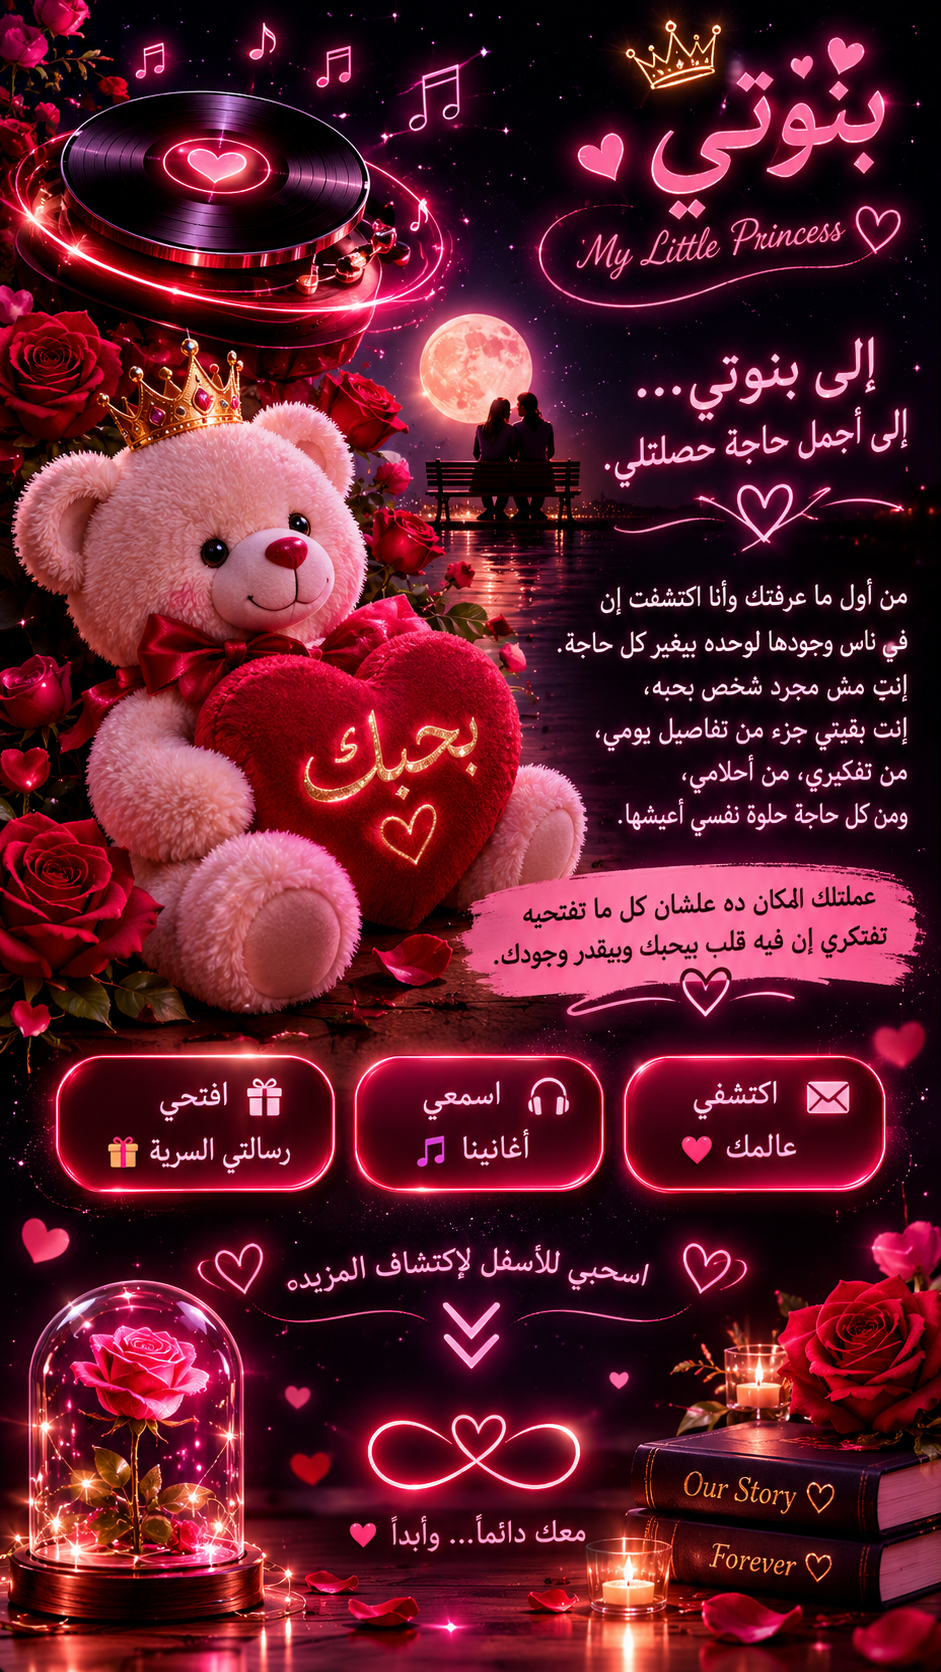 بنوتي
My Little Princess
إلى بنوتي...
إلى أجمل حاجة حصلتلي.
من أول ما عرفتك وأنا اكتشفت إن
في ناس وجودها لوحده بيغير كل حاجة.
إنتِ مش مجرد شخص بحبه،
إنت بقيتي جزء من تفاصيل يومي،
من تفكيري، من أحلامي،
ومن كل حاجة حلوة نفسي أعيشها.
بحبك
عملتلك المكان ده علشان كل ما تفتحيه
تفتكري إن فيه قلب بيحبك وبيقدر وجودك.
اكتشفي
عالمك
اسمعي
أغانينا
افتحي
رسالتي السرية
اسحبي للأسفل لإكتشاف المزيده
Our Story
Forever
معك دائماً... وأبداً